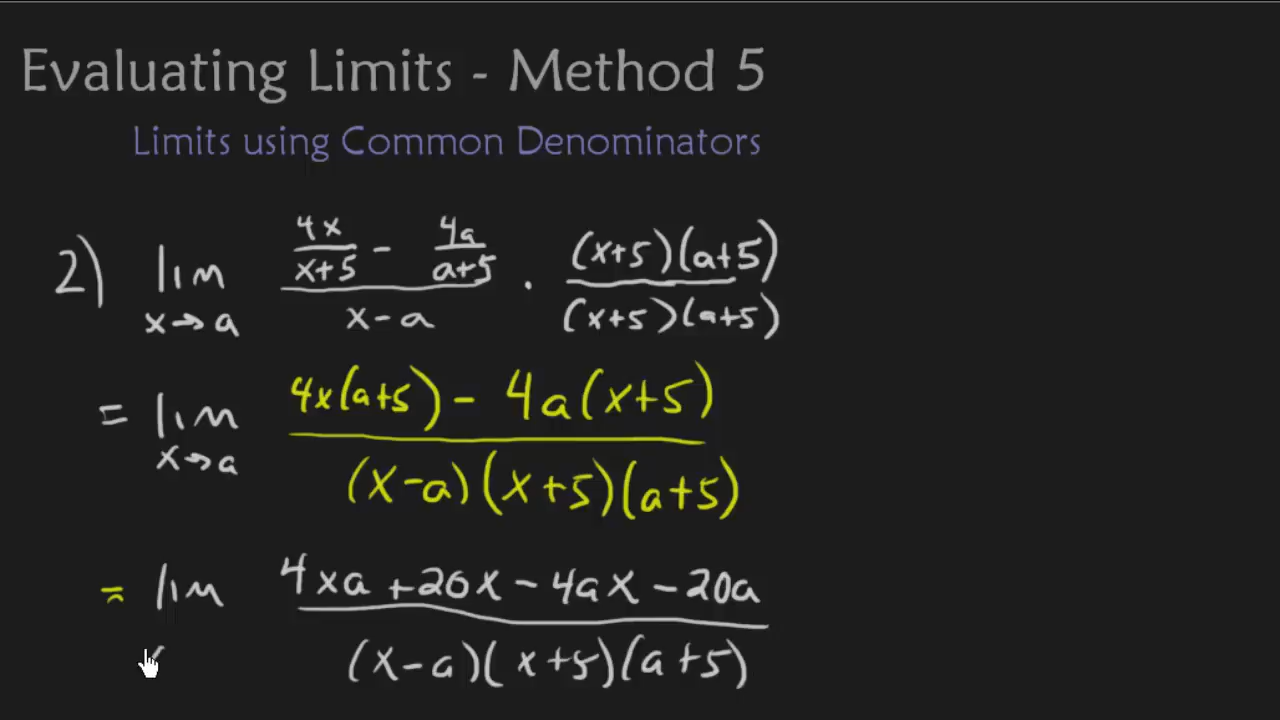 Evaluating Limits - Method 5
Limits using Common Denominators
2) lim x→a (4x/(x+5) - 4a/(a+5))/(x-a) · ((x+5)(a+5))/((x+5)(a+5))
= lim x→a (4x(a+5) - 4a(x+5))/((x-a)(x+5)(a+5))
= lim (4xa + 20x - 4ax - 20a)/((x-a)(x+5)(a+5))